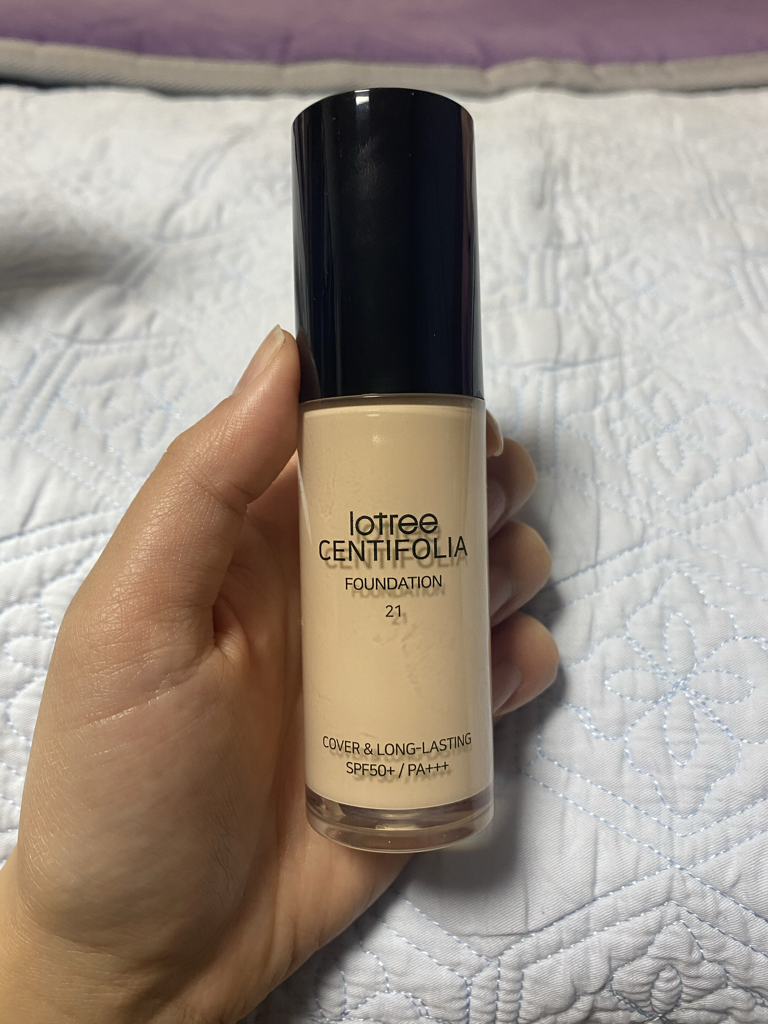 lotree
CENTIFOLIA
FOUNDATION
21
COVER & LONG-LASTING
SPF50+ / PA+++